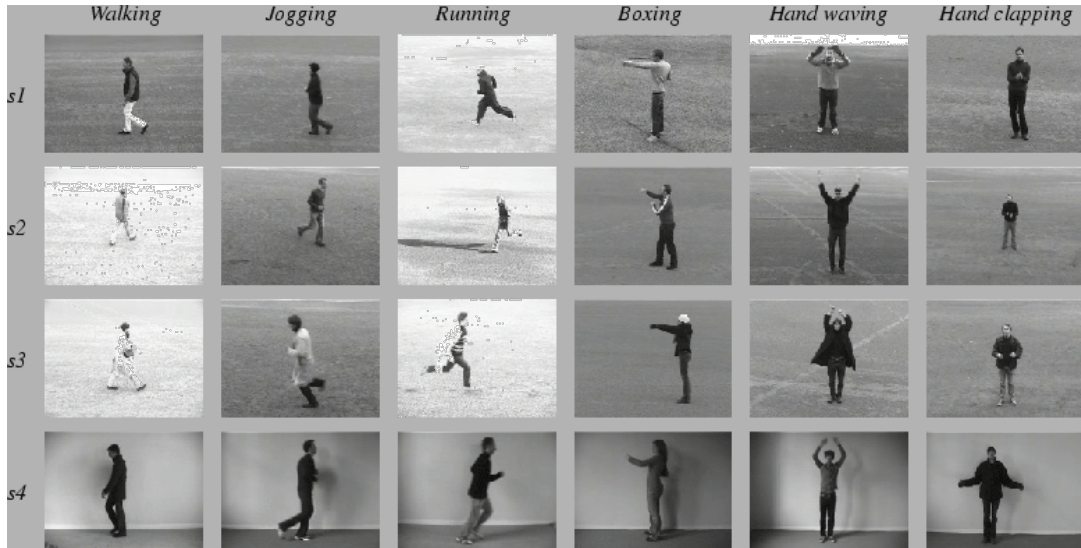 Walking Jogging Running Boxing Hand waving Hand clapping
s1
s2
s3
s4